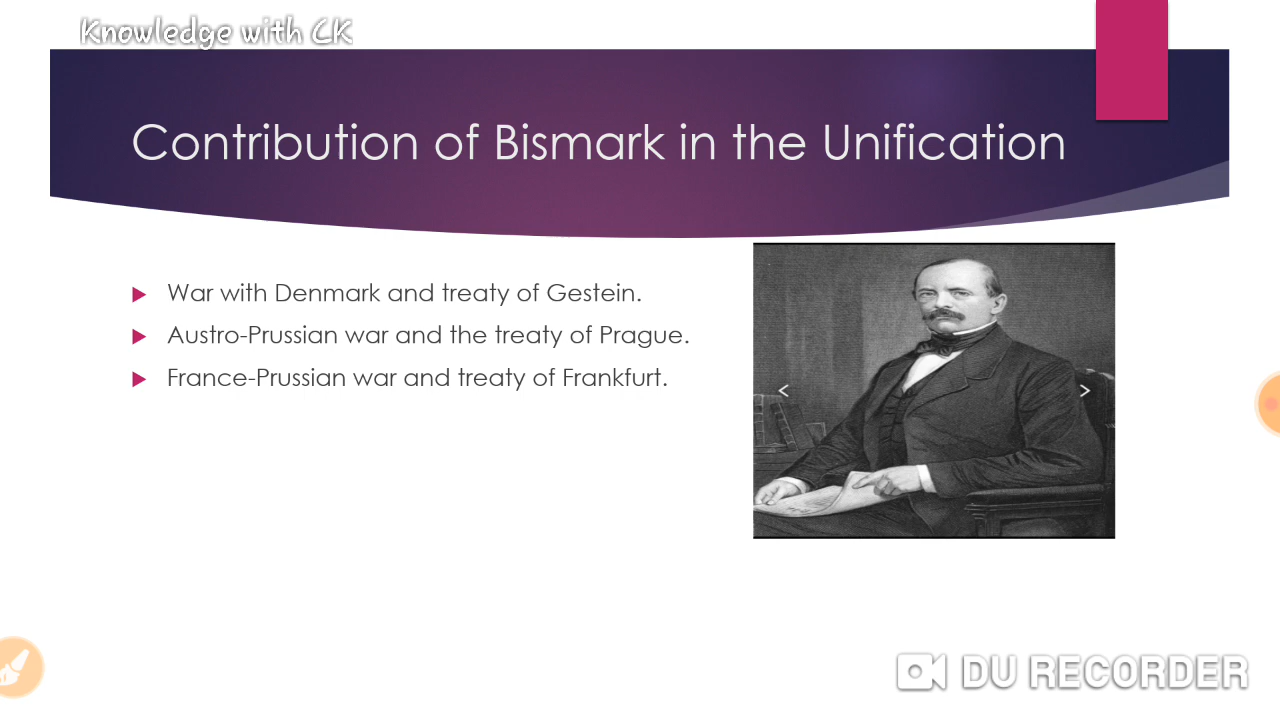 Knowledge with CK
Contribution of Bismark in the Unification
War with Denmark and treaty of Gestein.
Austro-Prussian war and the treaty of Prague.
France-Prussian war and treaty of Frankfurt.
DU RECORDER